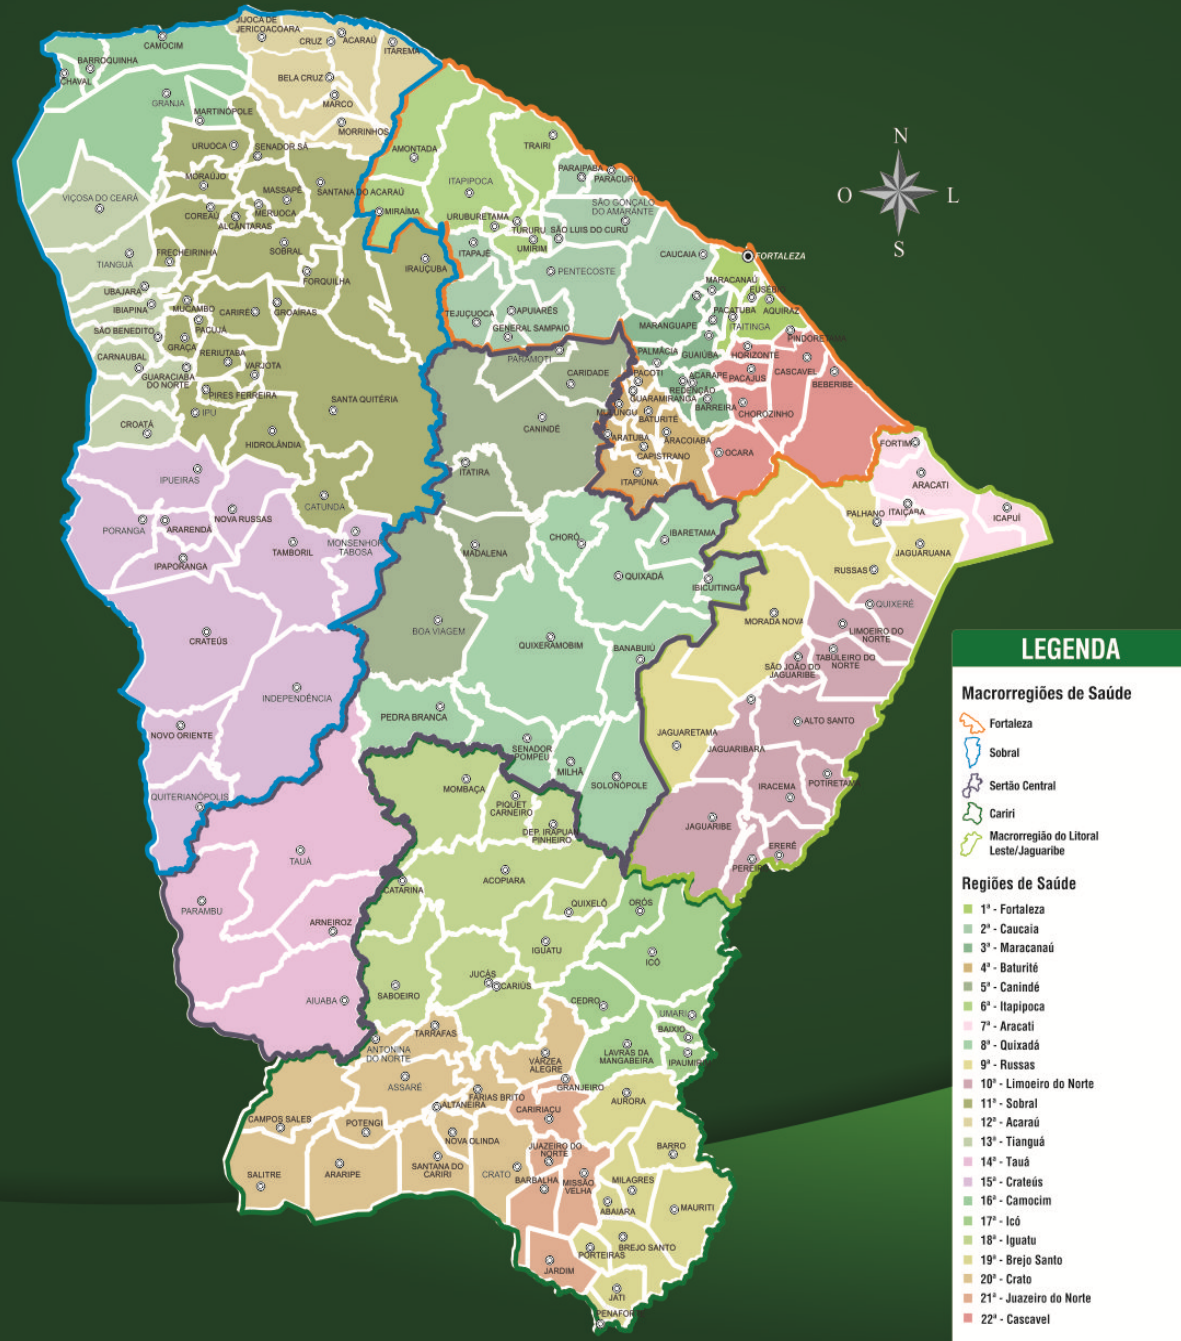 JIJOCA DE
JERICOACOARA
CRUZ
ACARAÚ
ITAREMA
CAMOCIM
BARROQUINHA
CHAVAL
BELA CRUZ
GRANJA
MARCO
MARTINÓPOLE
MORRINHOS
AMONTADA
TRAIRI
N
URUOCA
SENADOR SÁ
PARAIPABA
PARACURU
MORAÚJO
MASSAPÊ
SANTANA DO ACARAÚ
ITAPIPOCA
O
L
VIÇOSA DO CEARÁ
MERUOCA
MIRAÍMA
SÃO GONÇALO
DO AMARANTE
COREAÚ
ALCÂNTARAS
URUBURETAMA
TURURU
SÃO LUIS DO CURU
S
FRECHEIRINHA
SOBRAL
ITAPAJÉ
UMIRIM
CAUCAIA
FORTALEZA
TIANGUÁ
FORQUILHA
IRAUÇUBA
PENTECOSTE
MARACANAÚ
UBAJARA
EUSÉBIO
IBIAPINA
MUCAMBO
CARIRÉ
GROAÍRAS
TEJUÇUOCA
APUIARÉS
PACATUBA
AQUIRAZ
SÃO BENEDITO
PACUJÁ
GENERAL SAMPAIO
MARANGUAPE
ITAITINGA
GRAÇA
PINDORETAMA
CARNAUBAL
RERIUTABA
PARAMOTI
PALMÁCIA
GUAIÚBA
HORIZONTE
GUARACIABA
DO NORTE
VARJOTA
CARIDADE
PACOTI
ACARAPE
PACAJUS
CASCAVEL
BEBERIBE
PIRES FERREIRA
REDENÇÃO
GUARAMIRANGA
BARREIRA
CHOROZINHO
IPU
SANTA QUITÉRIA
CANINDÉ
MULUNGU
BATURITÉ
CROATÁ
HIDROLÂNDIA
ARATUBA
ARACOIABA
FORTIM
CAPISTRANO
OCARA
ITATIRA
ITAPIÚNA
ARACATI
IPUEIRAS
CATUNDA
PORANGA
ARARENDÁ
NOVA RUSSAS
PALHANO
ITAIÇABA
ICAPUÍ
MONSENHOR
TABOSA
TAMBORIL
CHORÓ
IBARETAMA
MADALENA
JAGUARUANA
IPAPORANGA
QUIXADÁ
RUSSAS
IBICUITINGA
QUIXERÉ
BOA VIAGEM
MORADA NOVA
CRATEÚS
QUIXERAMOBIM
LIMOEIRO DO
NORTE
BANABUIÚ
TABULEIRO DO
NORTE
SÃO JOÃO DO
JAGUARIBE
INDEPENDÊNCIA
PEDRA BRANCA
ALTO SANTO
NOVO ORIENTE
JAGUARETAMA
JAGUARIBARA
SENADOR
POMPEU
MILHÃ
SOLONÓPOLE
QUITERIANÓPOLIS
MOMBAÇA
IRACEMA
POTIRETAMA
PIQUET
CARNEIRO
JAGUARIBE
DEP. IRAPUAN
PINHEIRO
ERERÊ
TAUÁ
PEREIRO
ACOPIARA
CATARINA
PARAMBU
QUIXELÔ
ORÓS
ARNEIROZ
IGUATU
ICÓ
JUCÁS
CARIÚS
AIUABA
SABOEIRO
CEDRO
UMARI
TARRAFAS
BAIXIO
ANTONINA
DO NORTE
LAVRAS DA
MANGABEIRA
IPAUMIRIM
VÁRZEA
ALEGRE
ASSARÉ
GRANJEIRO
FARIAS BRITO
AURORA
ALTANEIRA
CARIRIAÇU
CAMPOS SALES
POTENGI
NOVA OLINDA
JUAZEIRO DO
NORTE
BARRO
SALITRE
ARARIPE
SANTANA DO
CARIRI
CRATO
BARBALHA
MISSÃO
VELHA
MILAGRES
ABAIARA
MAURITI
BREJO SANTO
PORTEIRAS
JARDIM
JATI
PENAFORTE
LEGENDA
Macrorregiões de Saúde
Fortaleza
Sobral
Sertão Central
Cariri
Macrorregião do Litoral
Leste/Jaguaribe
Regiões de Saúde
1ª - Fortaleza
2ª - Caucaia
3ª - Maracanaú
4ª - Baturité
5ª - Canindé
6ª - Itapipoca
7ª - Aracati
8ª - Quixadá
9ª - Russas
10ª - Limoeiro do Norte
11ª - Sobral
12ª - Acaraú
13ª - Tianguá
14ª - Tauá
15ª - Crateús
16ª - Camocim
17ª - Icó
18ª - Iguatu
19ª - Brejo Santo
20ª - Crato
21ª - Juazeiro do Norte
22ª - Cascavel